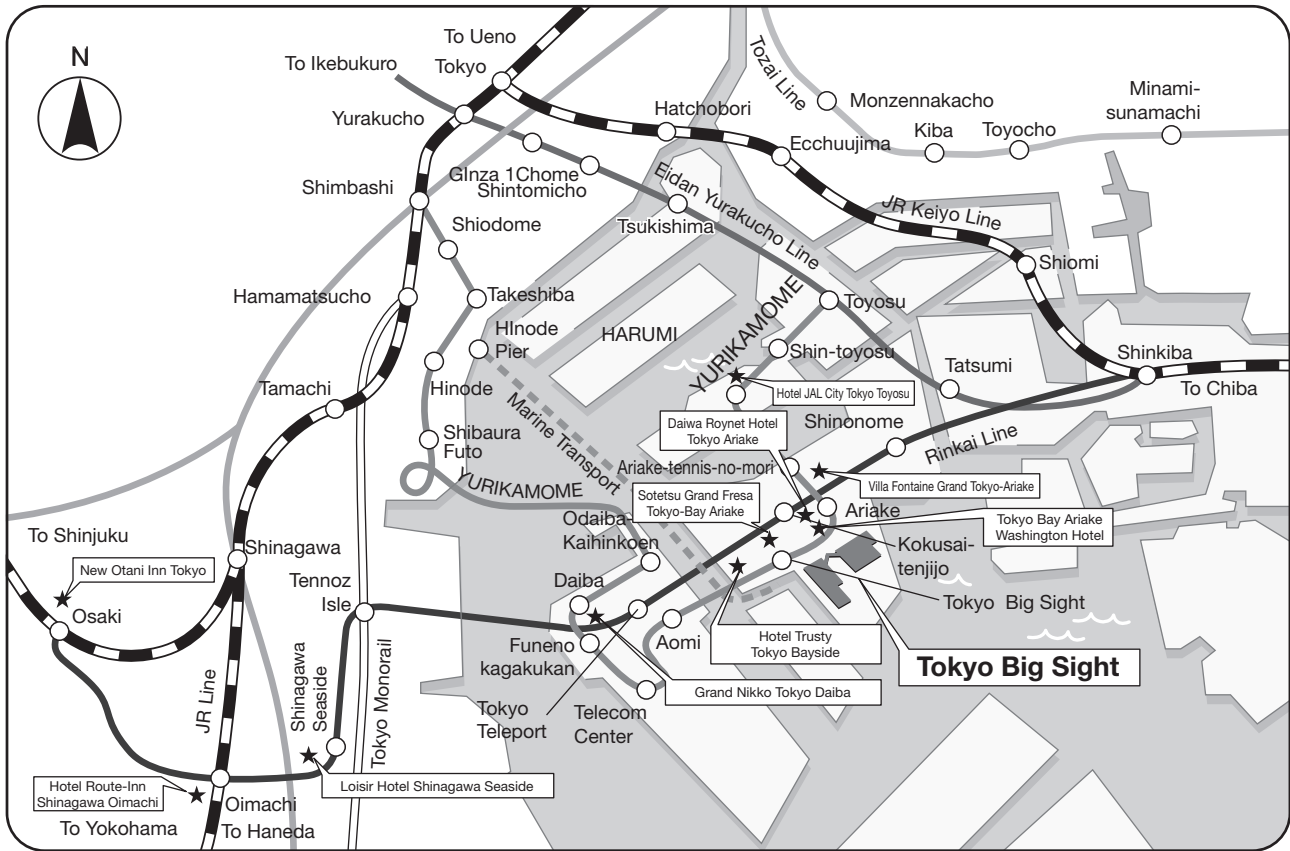 N
To Ueno
Tokyo
To Ikebukuro
Yurakucho
GInza 1Chome
Shintomicho
Hatchobori
Ecchuujima
Tozai Line
Monzennakacho
Kiba
Toyocho
Minami-
sunamachi
Shimbashi
Shiodome
Tsukishima
Eidan Yurakucho Line
JR Keiyo Line
Shiomi
Hamamatsucho
Takeshiba
HInode
Pier
HARUMI
YURIKAMOME
Toyosu
Shin-toyosu
Tatsumi
Shinkiba
To Chiba
Tamachi
Hinode
Marine Transport
Hotel JAL City Tokyo Toyosu
Daiwa Roynet Hotel
Tokyo Ariake
Shinonome
Rinkai Line
Shibaura
Futo
YURIKAMOME
Ariake-tennis-no-mori
Villa Fontaine Grand Tokyo-Ariake
Sotetsu Grand Fresa
Tokyo-Bay Ariake
Ariake
Tokyo Bay Ariake
Washington Hotel
Odaiba-
Kaihinkoen
Kokusai-
tenjijo
To Shinjuku
New Otani Inn Tokyo
Osaki
Shinagawa
Tennoz
Isle
Daiba
Tokyo Big Sight
Funeno
kagakukan
Aomi
Hotel Trusty
Tokyo Bayside
Tokyo Big Sight
Grand Nikko Tokyo Daiba
Tokyo
Teleport
Telecom
Center
JR Line
Shinagawa
Seaside
Tokyo Monorail
Hotel Route-Inn
Shinagawa Oimachi
Loisir Hotel Shinagawa Seaside
Oimachi
To Yokohama
To Haneda